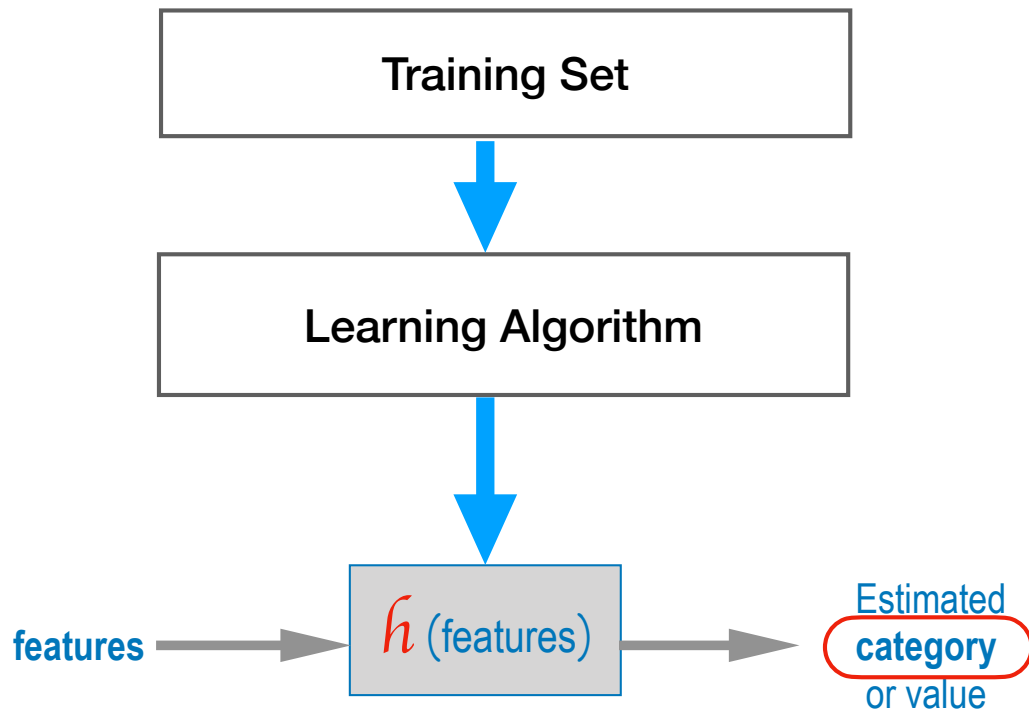 Training Set
Learning Algorithm
features
h (features)
Estimated
category
or value